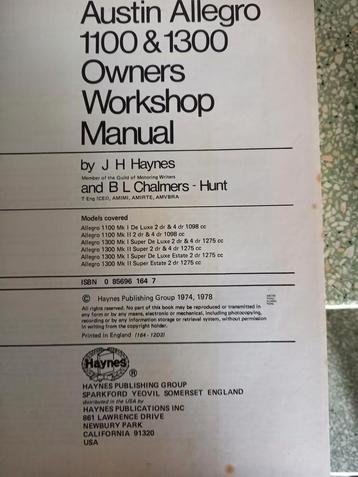 Austin Allegro
1100 & 1300
Owners
Workshop
Manual
by J H Haynes
Member of the Guild of Motoring Writers
and B L Chalmers - Hunt
T Eng (CEI), AMIMI, AMIRTE, AMVBRA
Models covered
Allegro 1100 Mk I De Luxe 2 dr & 4 dr 1098 cc
Allegro 1100 Mk II 2 dr & 4 dr 1098 cc
Allegro 1300 Mk I Super De Luxe 2 dr & 4 dr 1275 cc
Allegro 1300 Mk II Super 2 dr & 4 dr 1275 cc
Allegro 1300 Mk I Super De Luxe Estate 2 dr 1275 cc
Allegro 1300 Mk II Super Estate 2 dr 1275 cc
ISBN 0 85696 164 7
© Haynes Publishing Group 1974, 1978
All rights reserved. No part of this book may be reproduced or transmitted in
any form or by any means, electronic or mechanical, including photocopying,
recording or by any information storage or retrieval system, without permission
in writing from the copyright holder.
Printed in England (164 - 12D2)
Haynes ®
HAYNES PUBLISHING GROUP
SPARKFORD YEOVIL SOMERSET ENGLAND
distributed in the USA by
HAYNES PUBLICATIONS INC
861 LAWRENCE DRIVE
NEWBURY PARK
CALIFORNIA 91320
USA